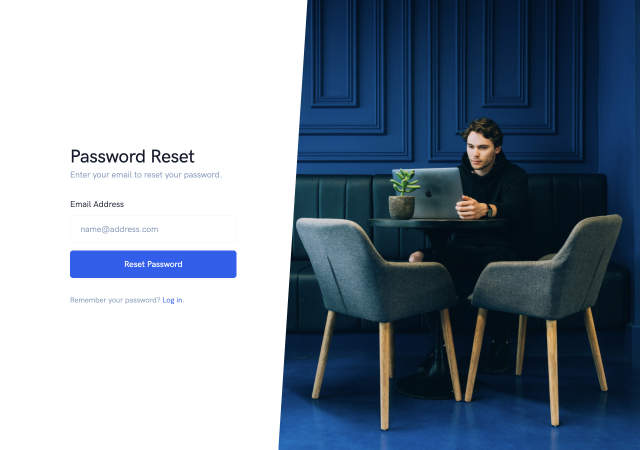 Password Reset
Enter your email to reset your password.
Email Address
name@address.com
Reset Password
Remember your password? Log in.